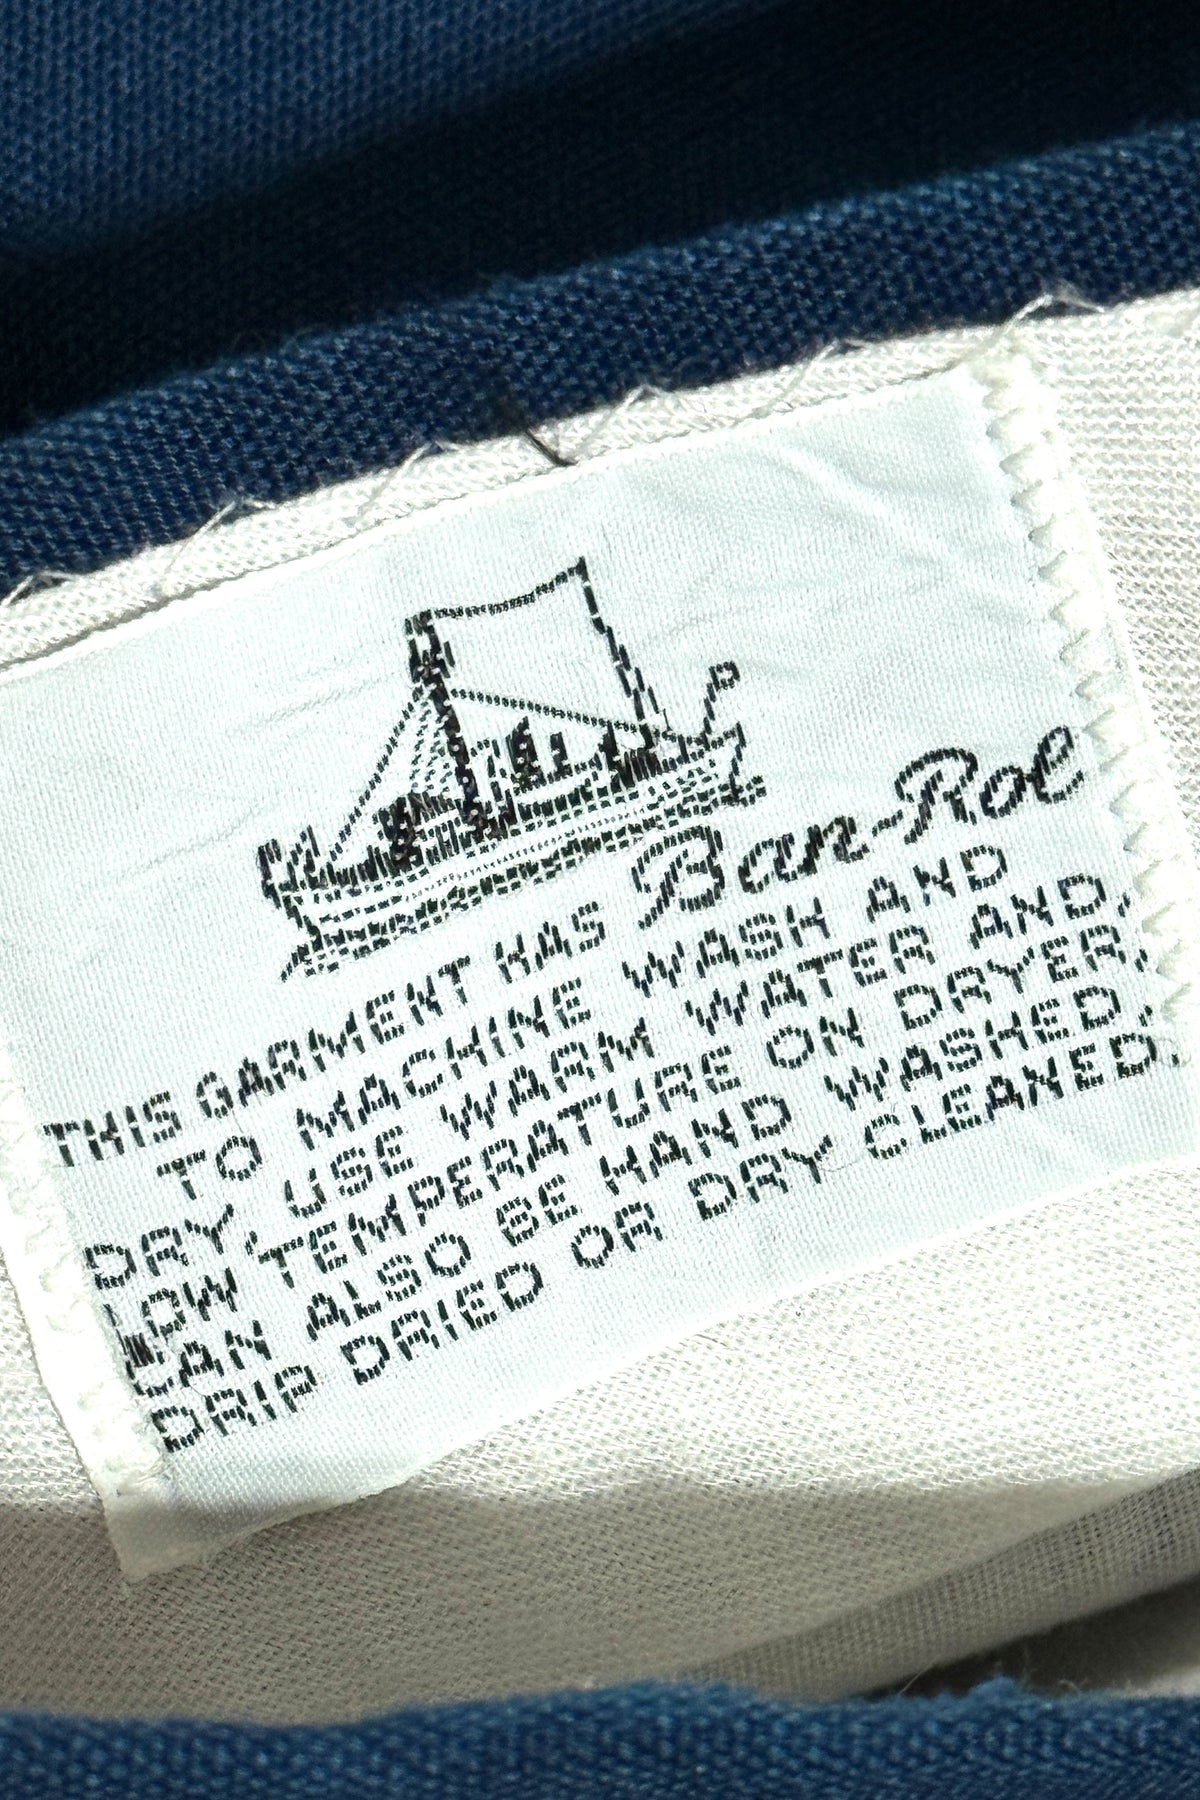 THIS GARMENT HAS Ban-Rol
TO MACHINE WASH AND
DRY, USE WARM WATER AND,
LOW TEMPERATURE ON DRYER,
CAN ALSO BE HAND WASHED,
DRIP DRIED OR DRY CLEANED.